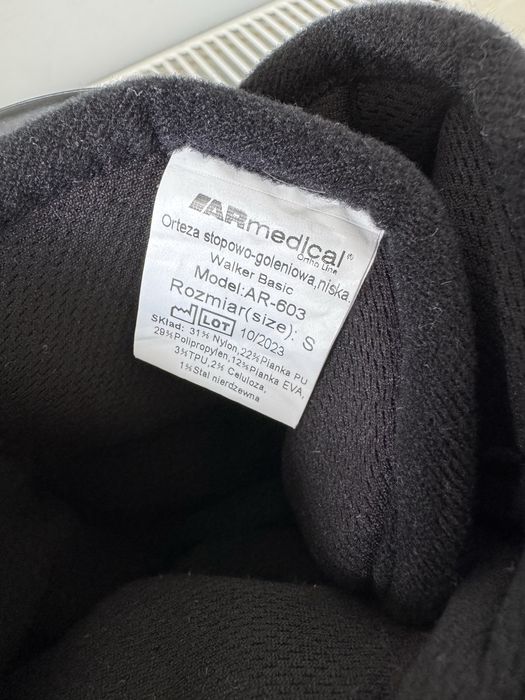 ARmedical®
Ortho Line
Orteza stopowo-goleniowa, niska,
Walker Basic
Model: AR-603
Rozmiar(size): S
LOT 10/2023
Skład: 31% Nylon, 22% Pianka PU
29% Polipropylen, 12% Pianka EVA,
3% TPU, 2% Celuloza,
1% Stal nierdzewna